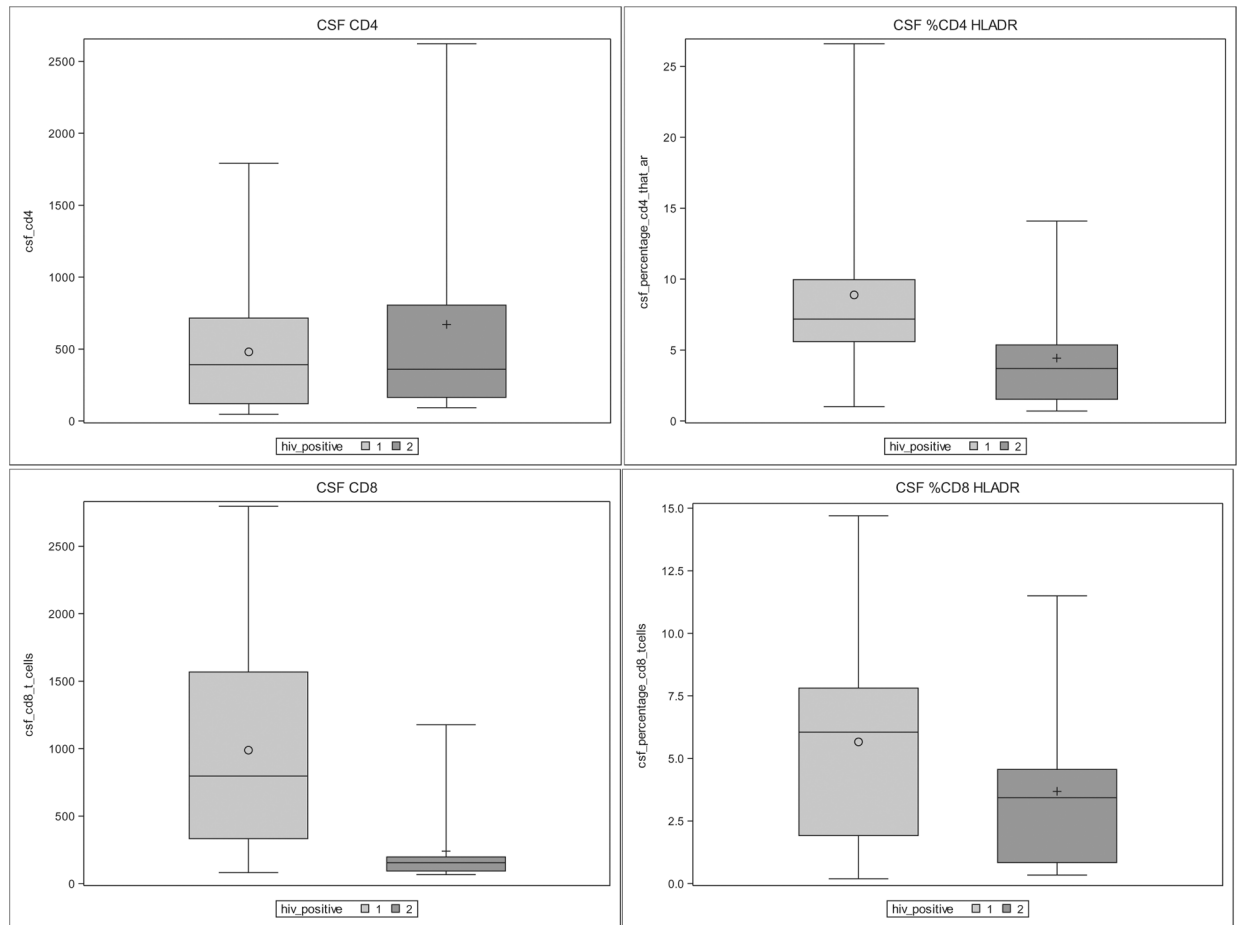 CSF CD4
2500
2000
1500
1000
500
0
csf_cd4
hiv_positive 1 2
CSF %CD4 HLADR
25
20
15
10
5
0
csf_percentage_cd4_that_ar
hiv_positive 1 2
CSF CD8
2500
2000
1500
1000
500
0
csf_cd8_t_cells
hiv_positive 1 2
CSF %CD8 HLADR
15.0
12.5
10.0
7.5
5.0
2.5
0.0
csf_percentage_cd8_tcells
hiv_positive 1 2